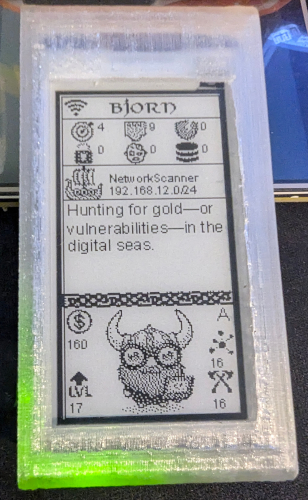 BJORN
4 9 0
0 0 0
NetworkScanner
192.168.12.0/24
Hunting for gold—or
vulnerabilities—in the
digital seas.
$ A
160 16
LVL
17 16